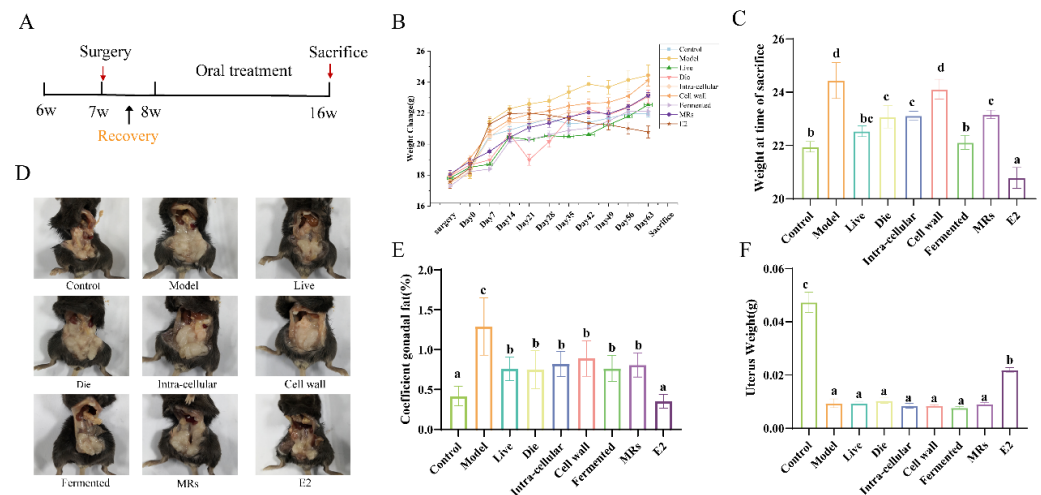 A
Surgery
Sacrifice
Oral treatment
6w
7w
8w
16w
Recovery
B
Weight Change(g)
26
24
22
20
18
16
surgery
Day0
Day7
Day14
Day21
Day28
Day35
Day42
Day49
Day56
Day63
Sacrifice
Control
Model
Live
Die
Intra-cellular
Cell wall
Fermented
MRs
E2
C
Weight at time of sacrifice
26
24
22
20
b
d
bc
c
c
d
b
c
a
Control
Model
Live
Die
Intra-cellular
Cell wall
Fermented
MRs
E2
D
Control
Model
Live
Die
Intra-cellular
Cell wall
Fermented
MRs
E2
E
Coefficient gonadal fat(%)
2.0
1.5
1.0
0.5
0.0
a
c
b
b
b
b
b
b
a
Control
Model
Live
Die
Intra-cellular
Cell wall
Fermented
MRs
E2
F
Uterus Weight(g)
0.06
0.04
0.02
0.00
c
a
a
a
a
a
a
a
b
Control
Model
Live
Die
Intra-cellular
Cell wall
Fermented
MRs
E2